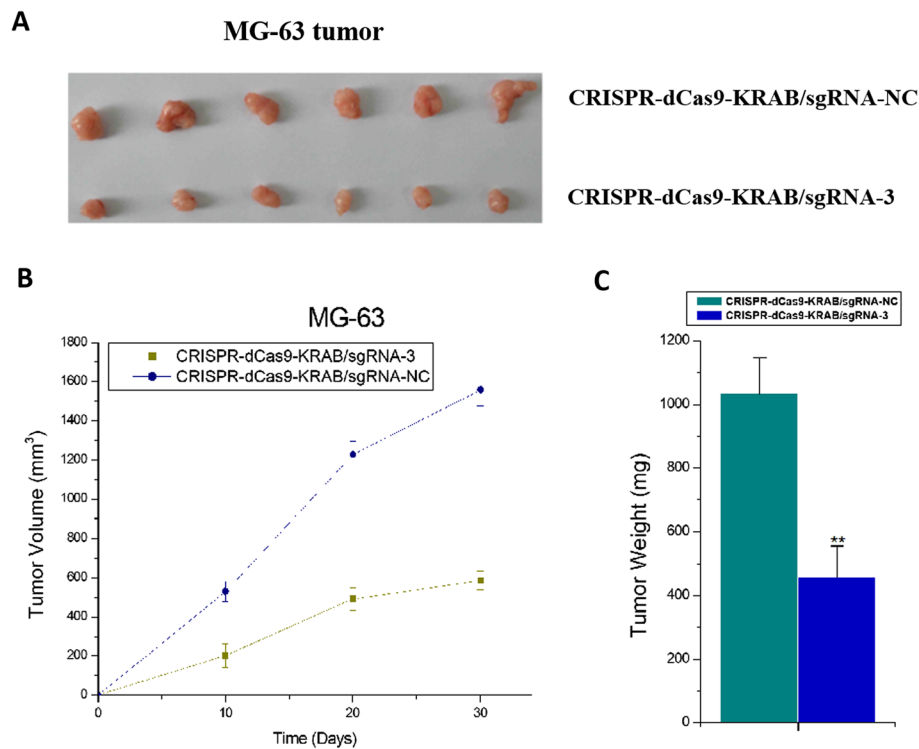 A
MG-63 tumor
CRISPR-dCas9-KRAB/sgRNA-NC
CRISPR-dCas9-KRAB/sgRNA-3
B
MG-63
CRISPR-dCas9-KRAB/sgRNA-3
CRISPR-dCas9-KRAB/sgRNA-NC
Tumor Volume (mm³)
1800
1600
1400
1200
1000
800
600
400
200
0
0 10 20 30
Time (Days)
C
CRISPR-dCas9-KRAB/sgRNA-NC
CRISPR-dCas9-KRAB/sgRNA-3
Tumor Weight (mg)
1200
1000
800
600
400
200
0
**